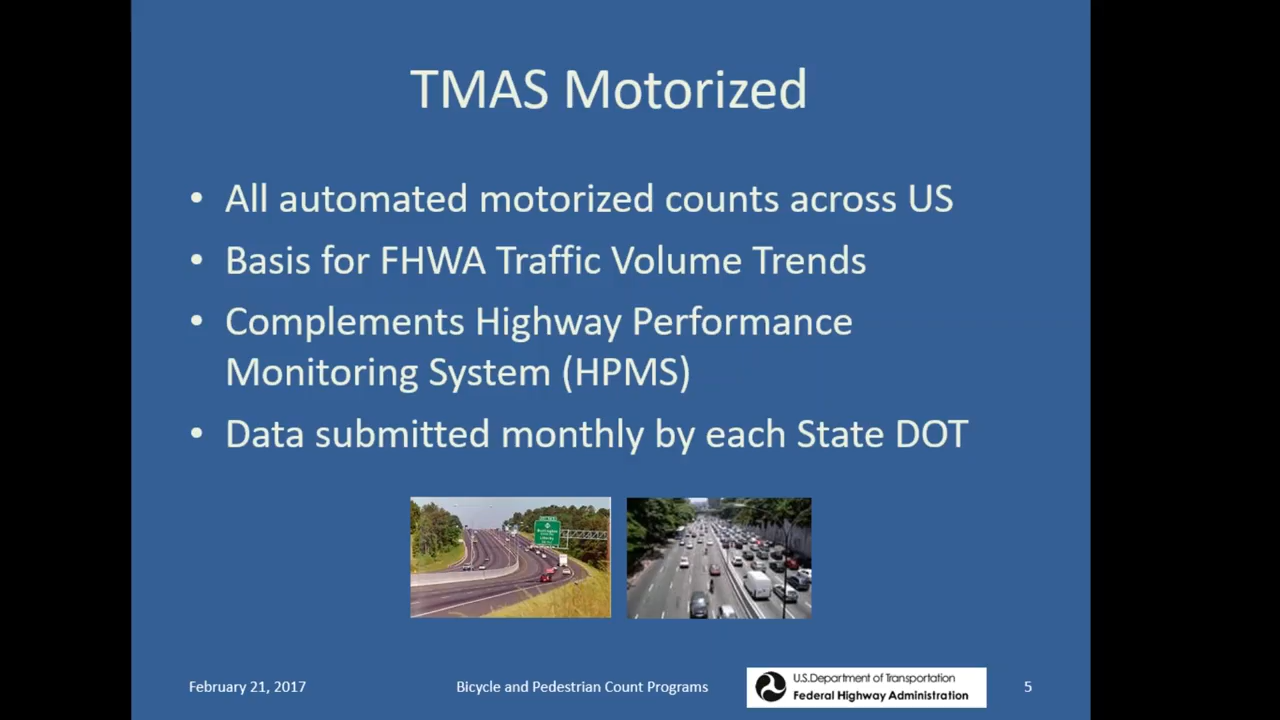 TMAS Motorized
• All automated motorized counts across US
• Basis for FHWA Traffic Volume Trends
• Complements Highway Performance
Monitoring System (HPMS)
• Data submitted monthly by each State DOT
February 21, 2017
Bicycle and Pedestrian Count Programs
U.S.Department of Transportation
Federal Highway Administration
5